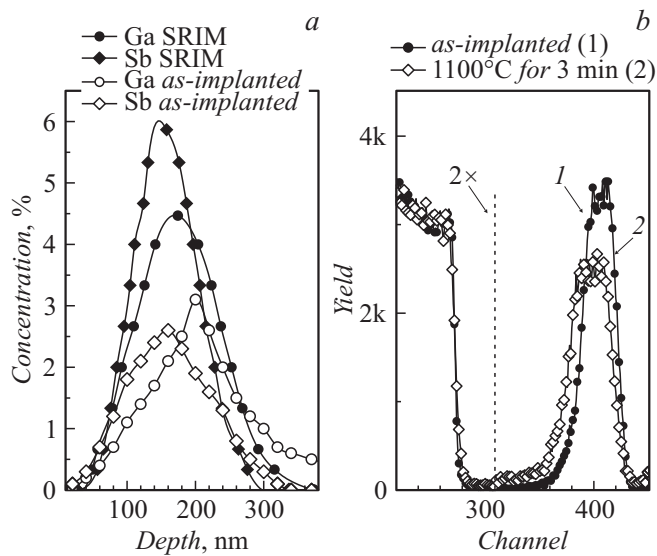 a
Ga SRIM
Sb SRIM
Ga as-implanted
Sb as-implanted
6
5
4
3
2
1
0
100
200
300
Concentration, %
Depth, nm
b
as-implanted (1)
1100°C for 3 min (2)
4k
2k
0
2×
1
2
300
400
Yield
Channel